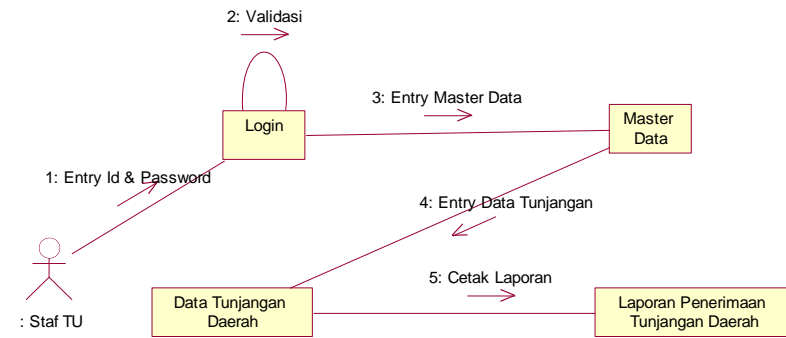 2: Validasi
3: Entry Master Data
Login
Master
Data
1: Entry Id & Password
4: Entry Data Tunjangan
5: Cetak Laporan
: Staf TU
Data Tunjangan
Daerah
Laporan Penerimaan
Tunjangan Daerah